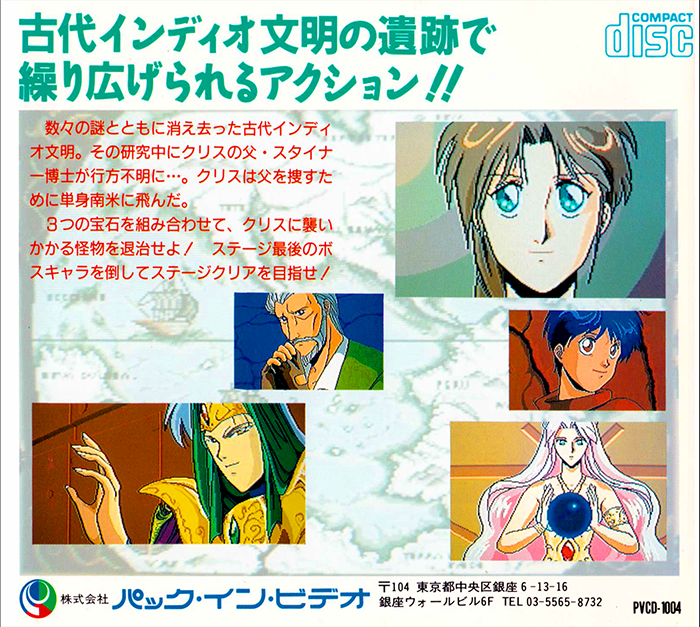 古代インディオ文明の遺跡で
繰り広げられるアクション!!
COMPACT
disc
数々の謎とともに消え去った古代インディ
オ文明。その研究中にクリスの父・スタイナ
ー博士が行方不明に…。クリスは父を捜すた
めに単身南米に飛んだ。
3つの宝石を組み合わせて、クリスに襲い
かかる怪物を退治せよ! ステージ最後のボ
スキャラを倒してステージクリアを目指せ!
株式会社 パック・イン・ビデオ
〒104 東京都中央区銀座6-13-16
銀座ウォールビル6F TEL 03-5565-8732
PVCD-1004